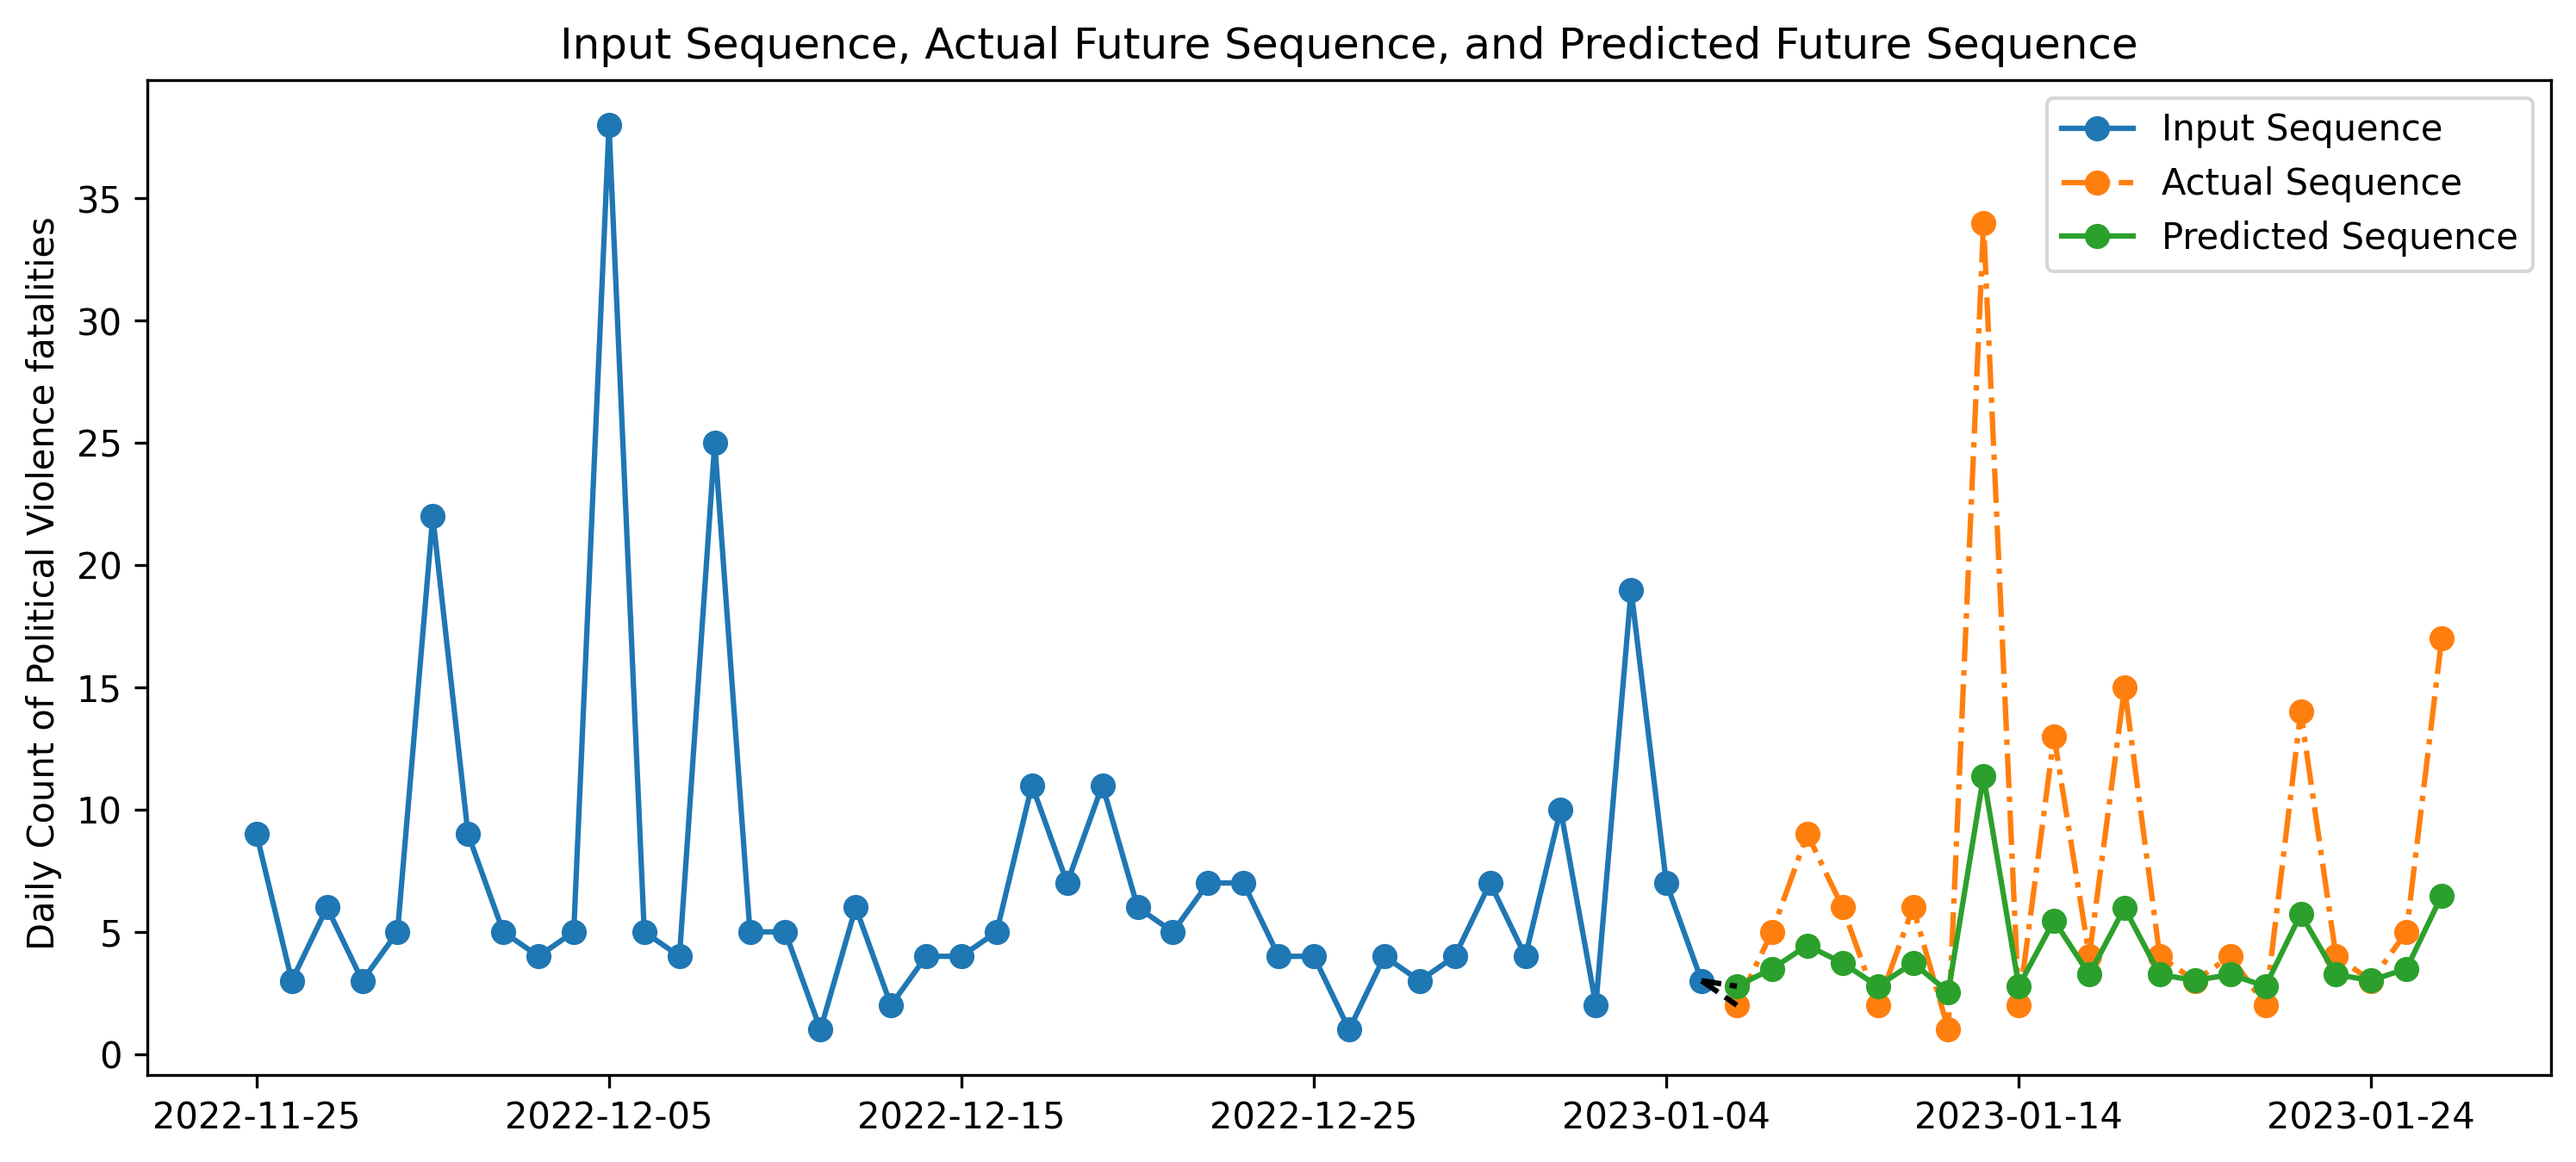 Input Sequence, Actual Future Sequence, and Predicted Future Sequence
Daily Count of Political Violence fatalities
35
30
25
20
15
10
5
0
Input Sequence
Actual Sequence
Predicted Sequence
2022-11-25 2022-12-05 2022-12-15 2022-12-25 2023-01-04 2023-01-14 2023-01-24